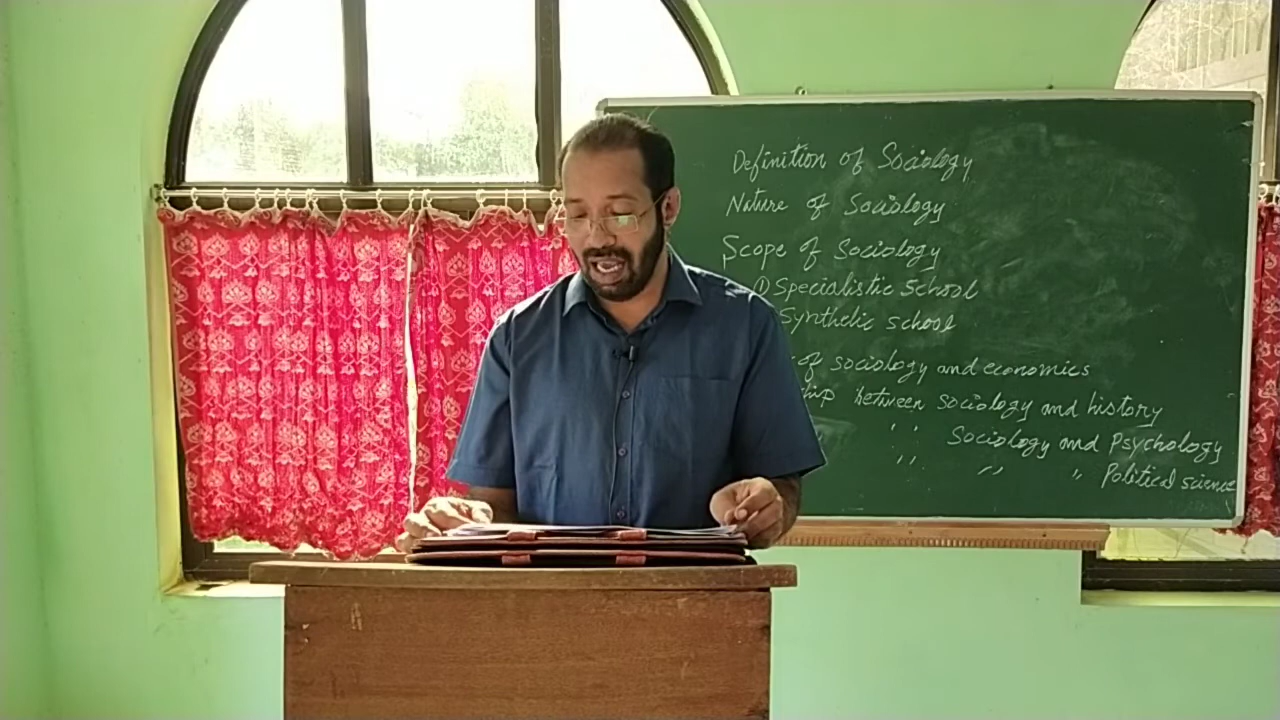 Definition of Sociology
Nature of Sociology
Scope of Sociology
① Specialistic School
Synthetic school
of sociology and economics
between sociology and history
" Sociology and Psychology
" " " Political science